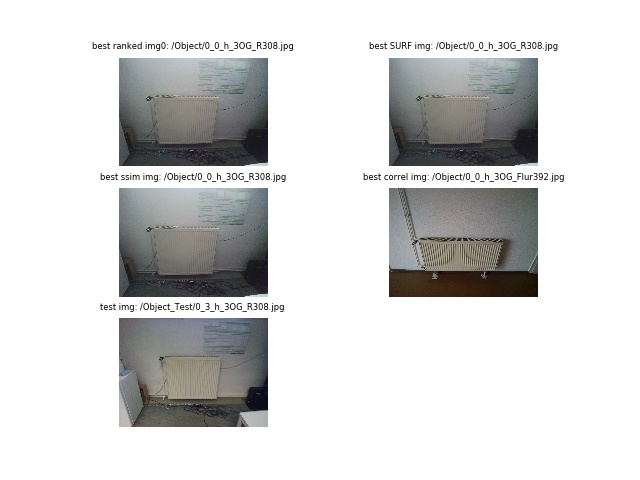 best ranked img0: /Object/0_0_h_3OG_R308.jpg
best SURF img: /Object/0_0_h_3OG_R308.jpg
best ssim img: /Object/0_0_h_3OG_R308.jpg
best correl img: /Object/0_0_h_3OG_Flur392.jpg
test img: /Object_Test/0_3_h_3OG_R308.jpg